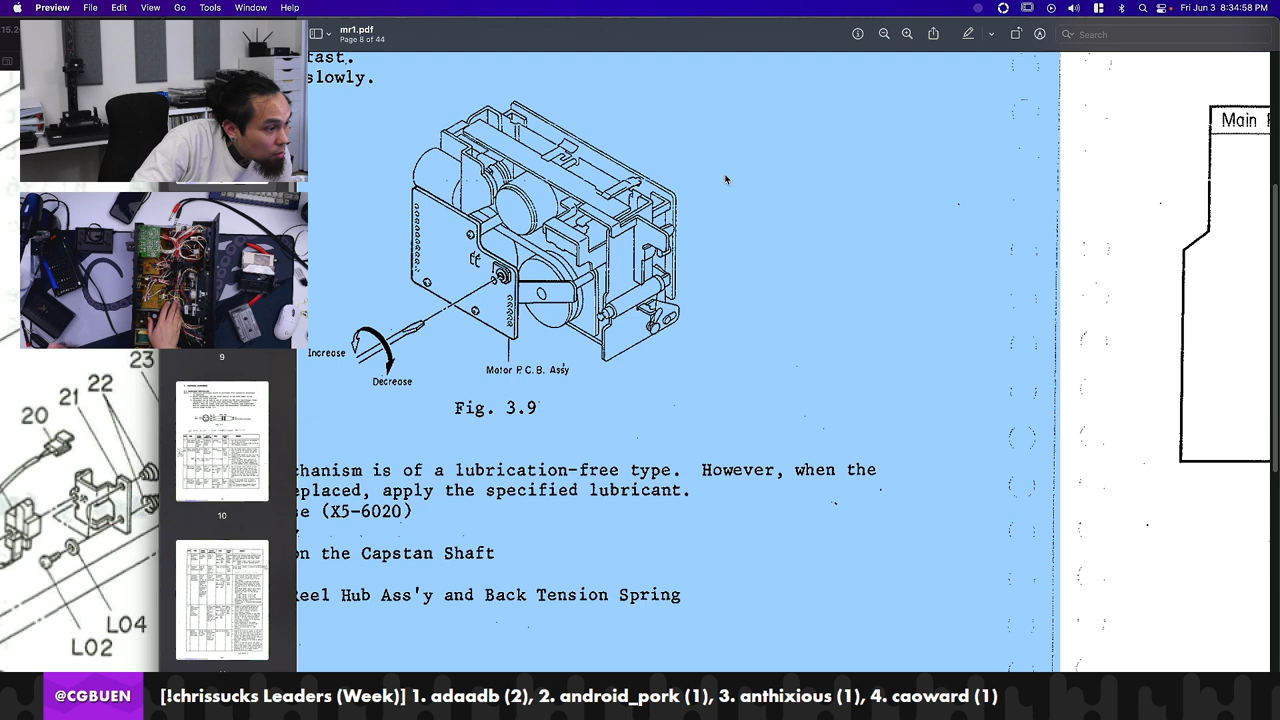 Preview File Edit View Go Tools Window Help
Fri Jun 3 8:34:58 PM
mr1.pdf
Page 8 of 44
Search
fast.
slowly.
Main
Increase
Decrease
Motor P.C.B. Ass'y
Fig. 3.9
chanism is of a lubrication-free type. However, when the
eplaced, apply the specified lubricant.
se (X5-6020)
on the Capstan Shaft
Reel Hub Ass'y and Back Tension Spring
23
22
21
20
L04
L02
9
10
@CGBUEN
[!chrissucks Leaders (Week)] 1. adaadb (2), 2. android_pork (1), 3. anthixious (1), 4. caoward (1)